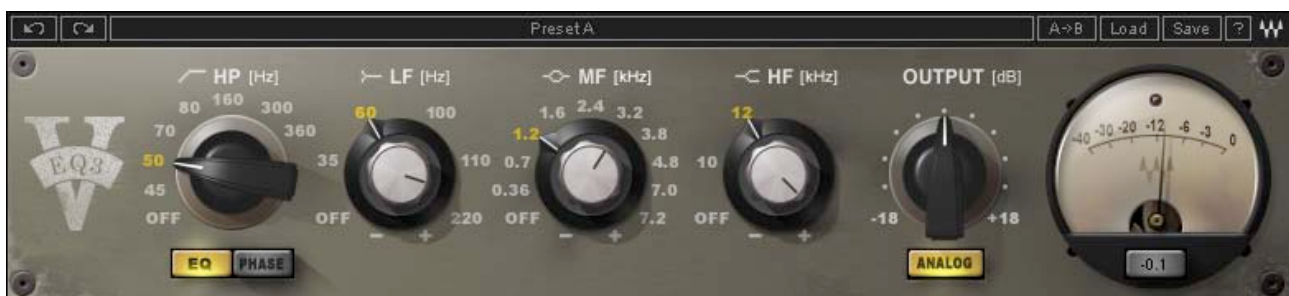 Preset A A->B Load Save ?
HP [Hz] LF [Hz] MF [kHz] HF [kHz] OUTPUT [dB]
V EQ3
OFF 45 50 70 80 160 300 360
OFF 35 60 100 110 220 - +
OFF 0.36 0.7 1.2 1.6 2.4 3.2 3.8 4.8 7.0 7.2 - +
OFF 10 12 - +
-18 +18
-40 -30 -20 -12 -6 -3 0
EQ PHASE ANALOG -0.1